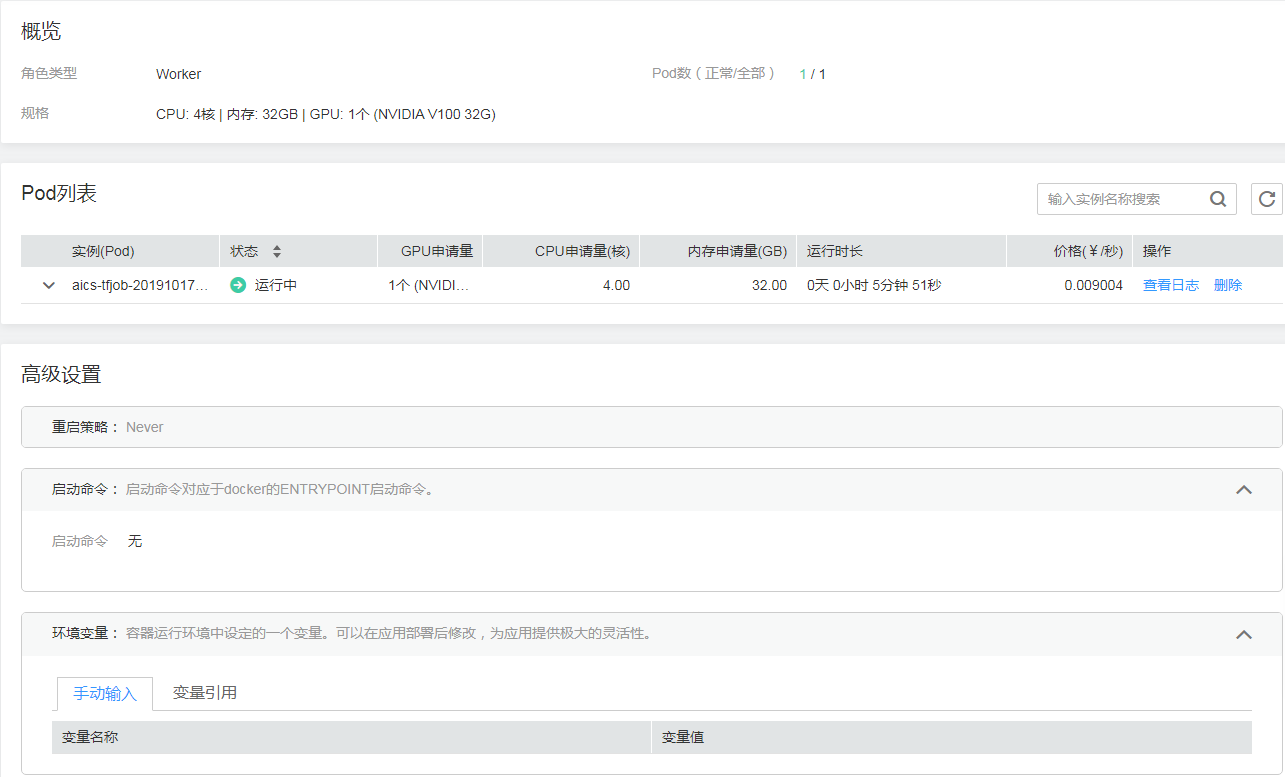 概览
角色类型 Worker Pod数（正常/全部） 1 / 1
规格 CPU: 4核 | 内存: 32GB | GPU: 1个 (NVIDIA V100 32G)
Pod列表
输入实例名称搜索
实例(Pod) 状态 GPU申请量 CPU申请量(核) 内存申请量(GB) 运行时长 价格(￥/秒) 操作
aics-tfjob-20191017... 运行中 1个 (NVIDI... 4.00 32.00 0天 0小时 5分钟 51秒 0.009004 查看日志 删除
高级设置
重启策略： Never
启动命令： 启动命令对应于docker的ENTRYPOINT启动命令。
启动命令 无
环境变量： 容器运行环境中设定的一个变量。可以在应用部署后修改，为应用提供极大的灵活性。
手动输入 变量引用
变量名称 变量值